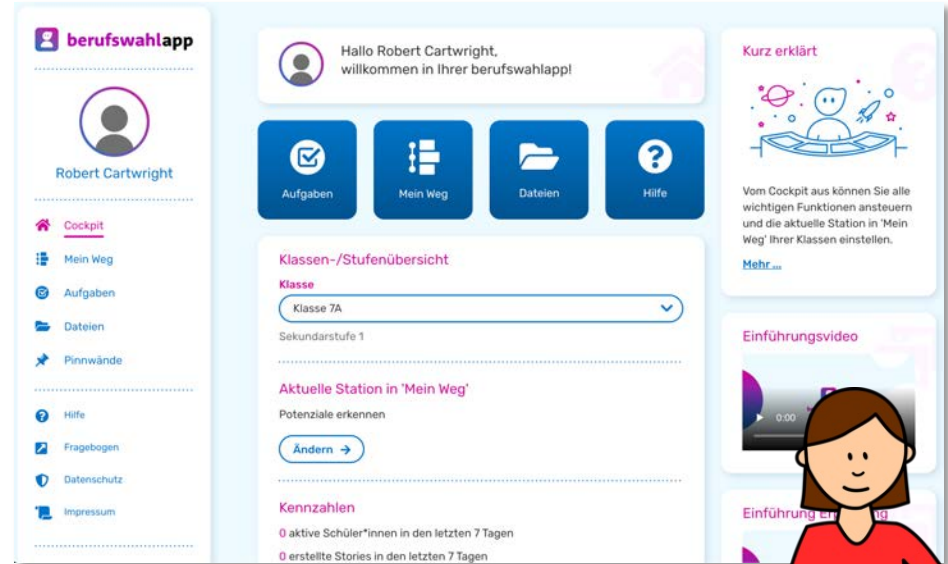 berufswahlapp
Robert Cartwright
Cockpit
Mein Weg
Aufgaben
Dateien
Pinnwände
Hilfe
Fragebogen
Datenschutz
Impressum
Hallo Robert Cartwright,
willkommen in Ihrer berufswahlapp!
Aufgaben
Mein Weg
Dateien
Hilfe
Klassen-/Stufenübersicht
Klasse
Klasse 7A
Sekundarstufe 1
Aktuelle Station in 'Mein Weg'
Potenziale erkennen
Ändern →
Kennzahlen
0 aktive Schüler*innen in den letzten 7 Tagen
0 erstellte Stories in den letzten 7 Tagen
Kurz erklärt
Vom Cockpit aus können Sie alle
wichtigen Funktionen ansteuern
und die aktuelle Station in 'Mein
Weg' Ihrer Klassen einstellen.
Mehr ...
Einführungsvideo
0:00
Einführung